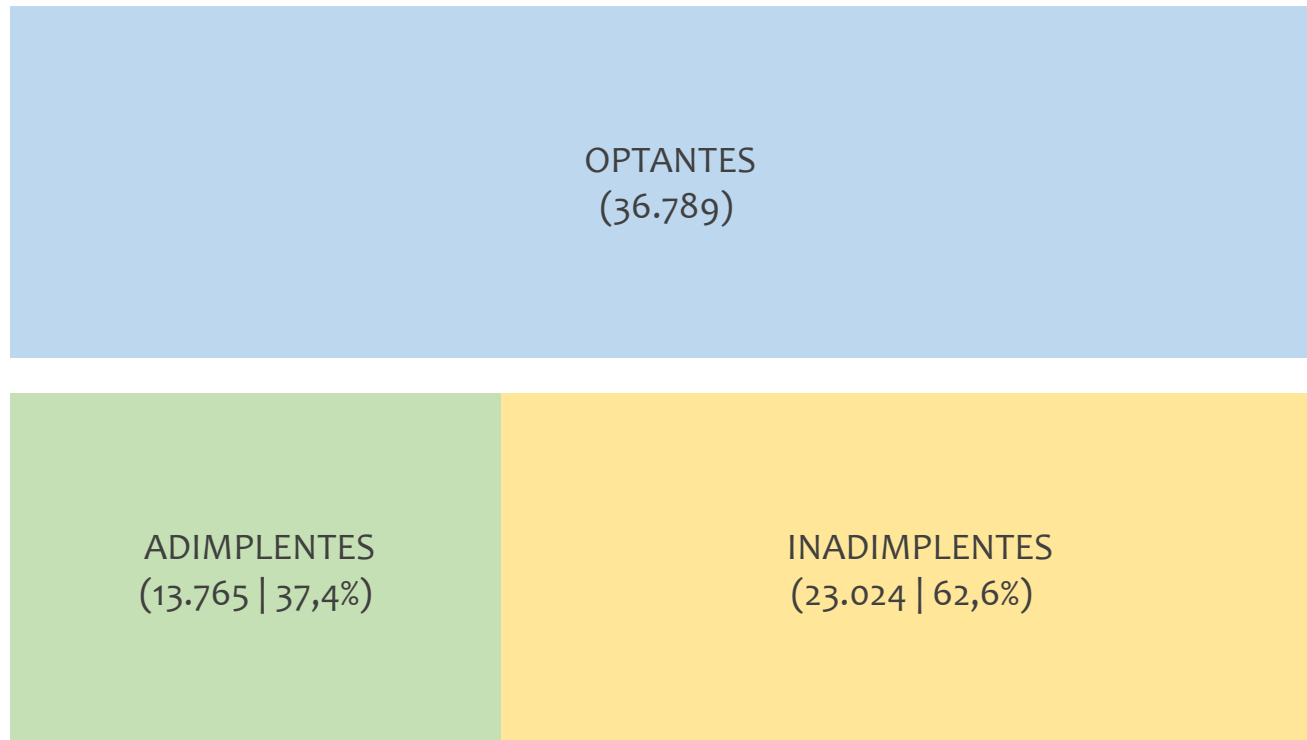 OPTANTES
(36.789)
ADIMPLENTES
(13.765 | 37,4%)
INADIMPLENTES
(23.024 | 62,6%)